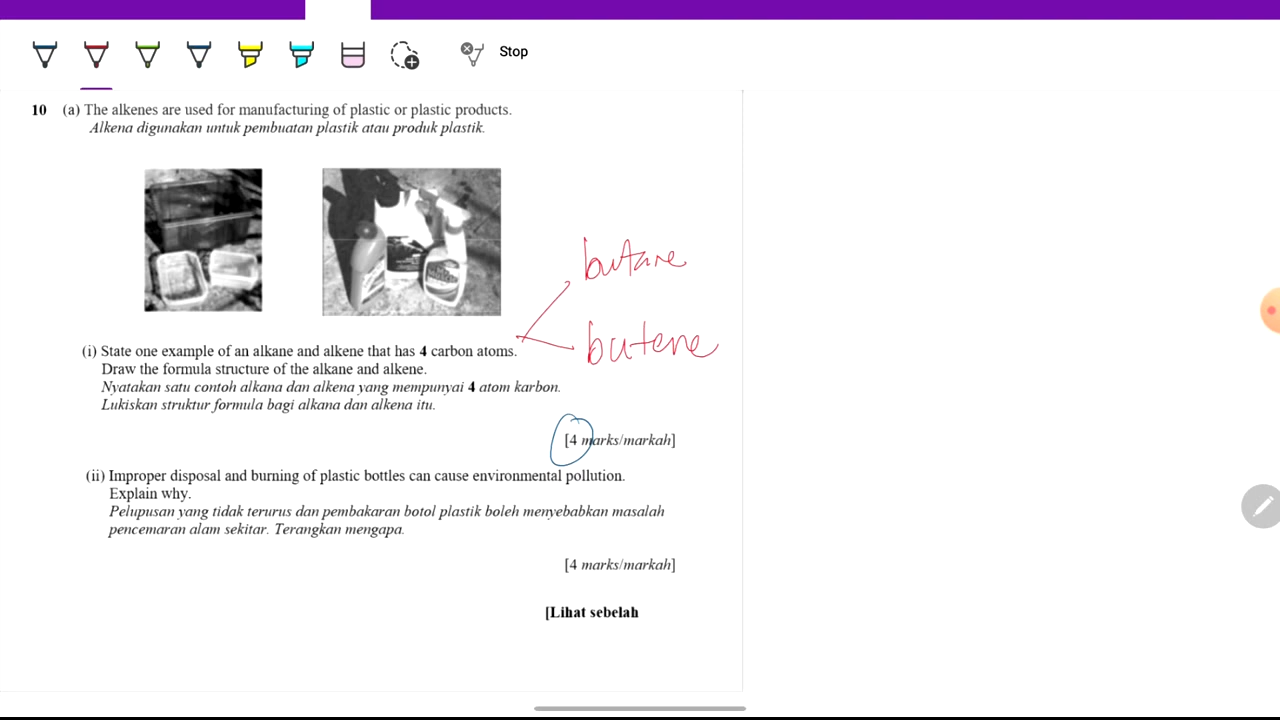 Stop
10 (a) The alkenes are used for manufacturing of plastic or plastic products.
Alkena digunakan untuk pembuatan plastik atau produk plastik.
butane
butene
(i) State one example of an alkane and alkene that has 4 carbon atoms.
Draw the formula structure of the alkane and alkene.
Nyatakan satu contoh alkana dan alkena yang mempunyai 4 atom karbon.
Lukiskan struktur formula bagi alkana dan alkena itu.
[4 marks/markah]
(ii) Improper disposal and burning of plastic bottles can cause environmental pollution.
Explain why.
Pelupusan yang tidak terurus dan pembakaran botol plastik boleh menyebabkan masalah
pencemaran alam sekitar. Terangkan mengapa.
[4 marks/markah]
[Lihat sebelah